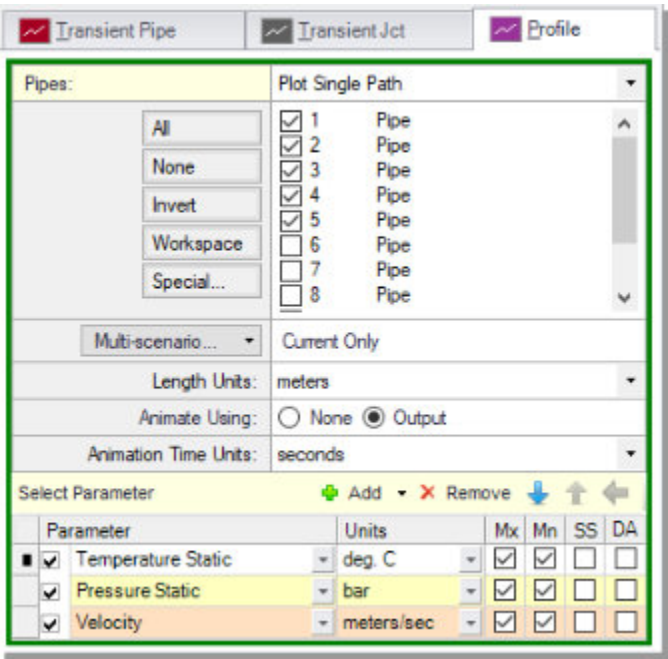 Transient Pipe Transient Jct Profile
Pipes: Plot Single Path
All
None
Invert
Workspace
Special...
1 Pipe
2 Pipe
3 Pipe
4 Pipe
5 Pipe
6 Pipe
7 Pipe
8 Pipe
Multi-scenario... Current Only
Length Units: meters
Animate Using: None Output
Animation Time Units: seconds
Select Parameter Add Remove
Parameter Units Mx Mn SS DA
Temperature Static deg. C
Pressure Static bar
Velocity meters/sec